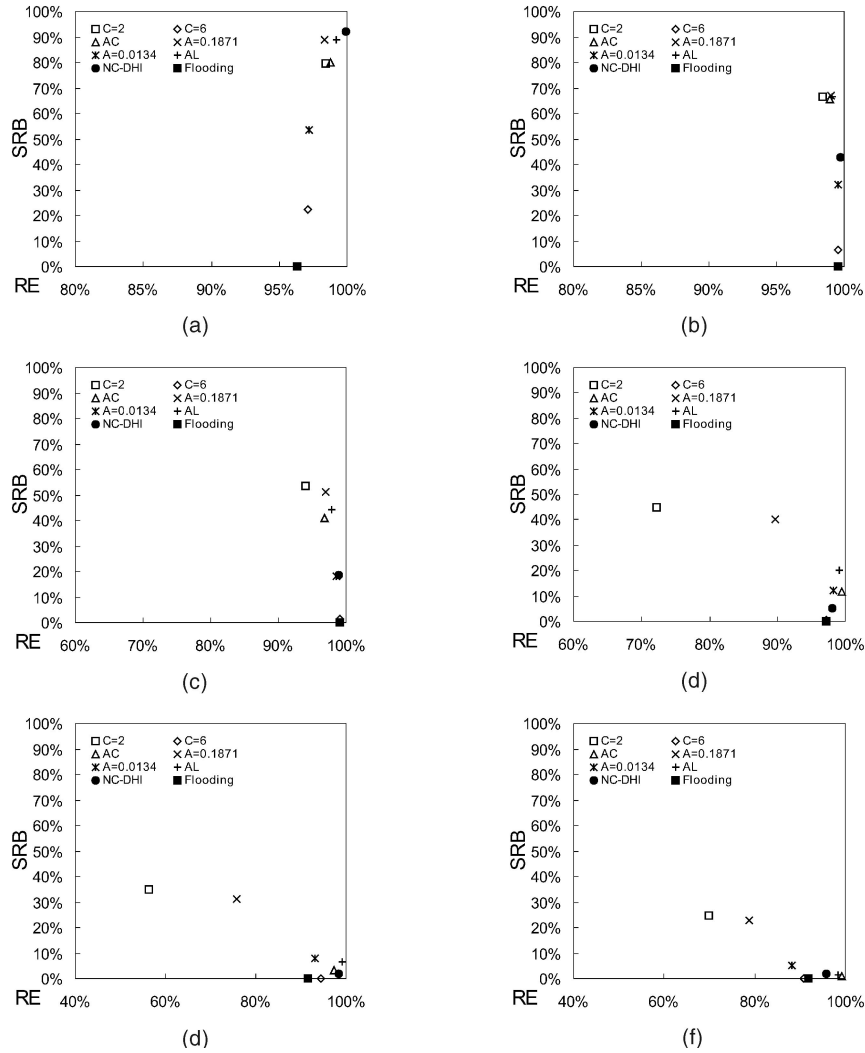 100%
90%
80%
70%
60%
50%
40%
30%
20%
10%
0%
SRB
C=2
C=6
AC
A=0.1871
A=0.0134
AL
NC-DHI
Flooding
RE
80%
85%
90%
95%
100%
(a)
100%
90%
80%
70%
60%
50%
40%
30%
20%
10%
0%
SRB
C=2
C=6
AC
A=0.1871
A=0.0134
AL
NC-DHI
Flooding
RE
80%
85%
90%
95%
100%
(b)
100%
90%
80%
70%
60%
50%
40%
30%
20%
10%
0%
SRB
C=2
C=6
AC
A=0.1871
A=0.0134
AL
NC-DHI
Flooding
RE
60%
70%
80%
90%
100%
(c)
100%
90%
80%
70%
60%
50%
40%
30%
20%
10%
0%
SRB
C=2
C=6
AC
A=0.1871
A=0.0134
AL
NC-DHI
Flooding
RE
60%
70%
80%
90%
100%
(d)
100%
90%
80%
70%
60%
50%
40%
30%
20%
10%
0%
SRB
C=2
C=6
AC
A=0.1871
A=0.0134
AL
NC-DHI
Flooding
RE
40%
60%
80%
100%
(d)
100%
90%
80%
70%
60%
50%
40%
30%
20%
10%
0%
SRB
C=2
C=6
AC
A=0.1871
A=0.0134
AL
NC-DHI
Flooding
RE
40%
60%
80%
100%
(f)